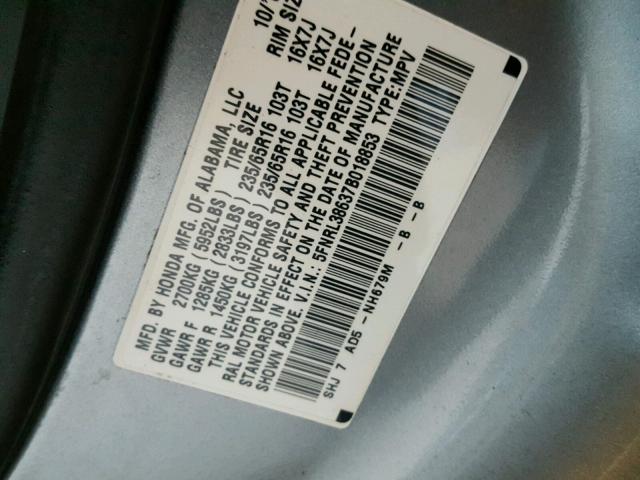 MFD. BY HONDA MFG. OF ALABAMA, LLC 10/
GVWR 2700KG (5952LBS) TIRE SIZE RIM SIZE
GAWR F 1285KG (2833LBS) 235/65R16 103T 16X7J
GAWR R 1450KG (3197LBS) 235/65R16 103T 16X7J
THIS VEHICLE CONFORMS TO ALL APPLICABLE FEDE-
RAL MOTOR VEHICLE SAFETY AND THEFT PREVENTION
STANDARDS IN EFFECT ON THE DATE OF MANUFACTURE
SHOWN ABOVE. V.I.N.: 5FNRL38637B018853 TYPE:MPV
SHJ 7 AD5 - NH679M - B - B